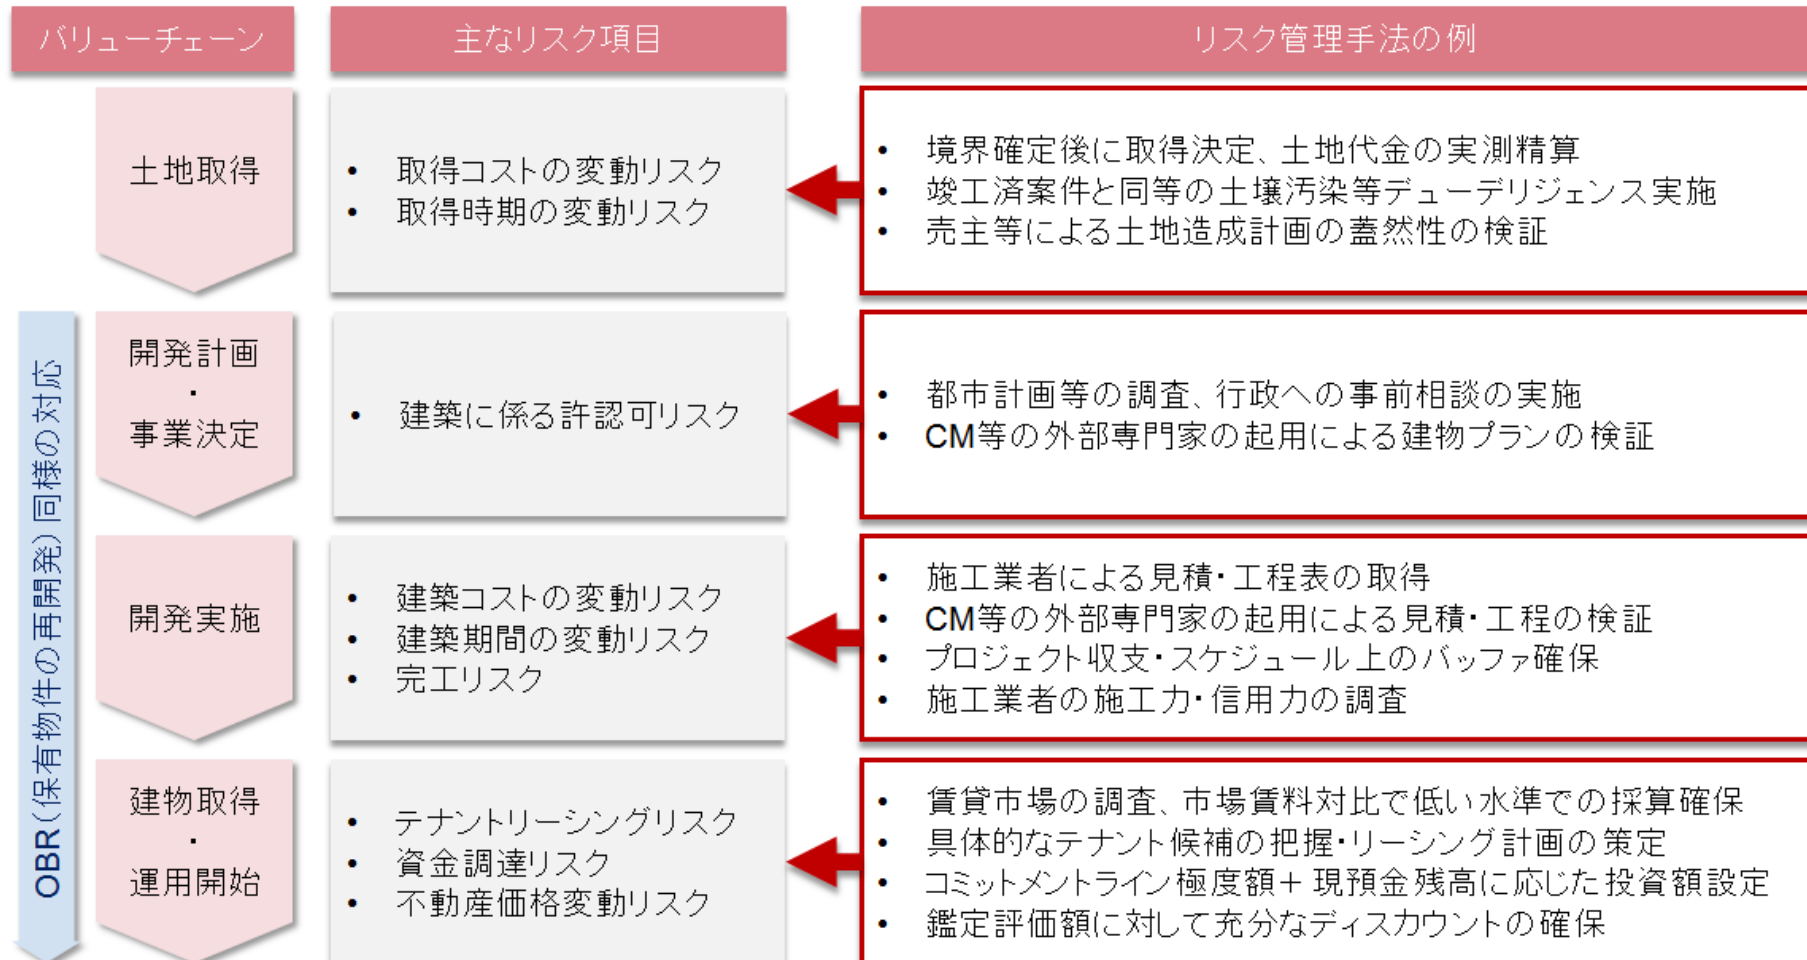 バリューチェーン
主なリスク項目
リスク管理手法の例
土地取得
• 取得コストの変動リスク
• 取得時期の変動リスク
• 境界確定後に取得決定、土地代金の実測精算
• 竣工済案件と同等の土壌汚染等デューデリジェンス実施
• 売主等による土地造成計画の蓋然性の検証
OBR(保有物件の再開発)同様の対応
開発計画
・
事業決定
• 建築に係る許認可リスク
• 都市計画等の調査、行政への事前相談の実施
• CM等の外部専門家の起用による建物プランの検証
開発実施
• 建築コストの変動リスク
• 建築期間の変動リスク
• 完工リスク
• 施工業者による見積・工程表の取得
• CM等の外部専門家の起用による見積・工程の検証
• プロジェクト収支・スケジュール上のバッファ確保
• 施工業者の施工力・信用力の調査
建物取得
・
運用開始
• テナントリーシングリスク
• 資金調達リスク
• 不動産価格変動リスク
• 賃貸市場の調査、市場賃料対比で低い水準での採算確保
• 具体的なテナント候補の把握・リーシング計画の策定
• コミットメントライン極度額＋現預金残高に応じた投資額設定
• 鑑定評価額に対して充分なディスカウントの確保